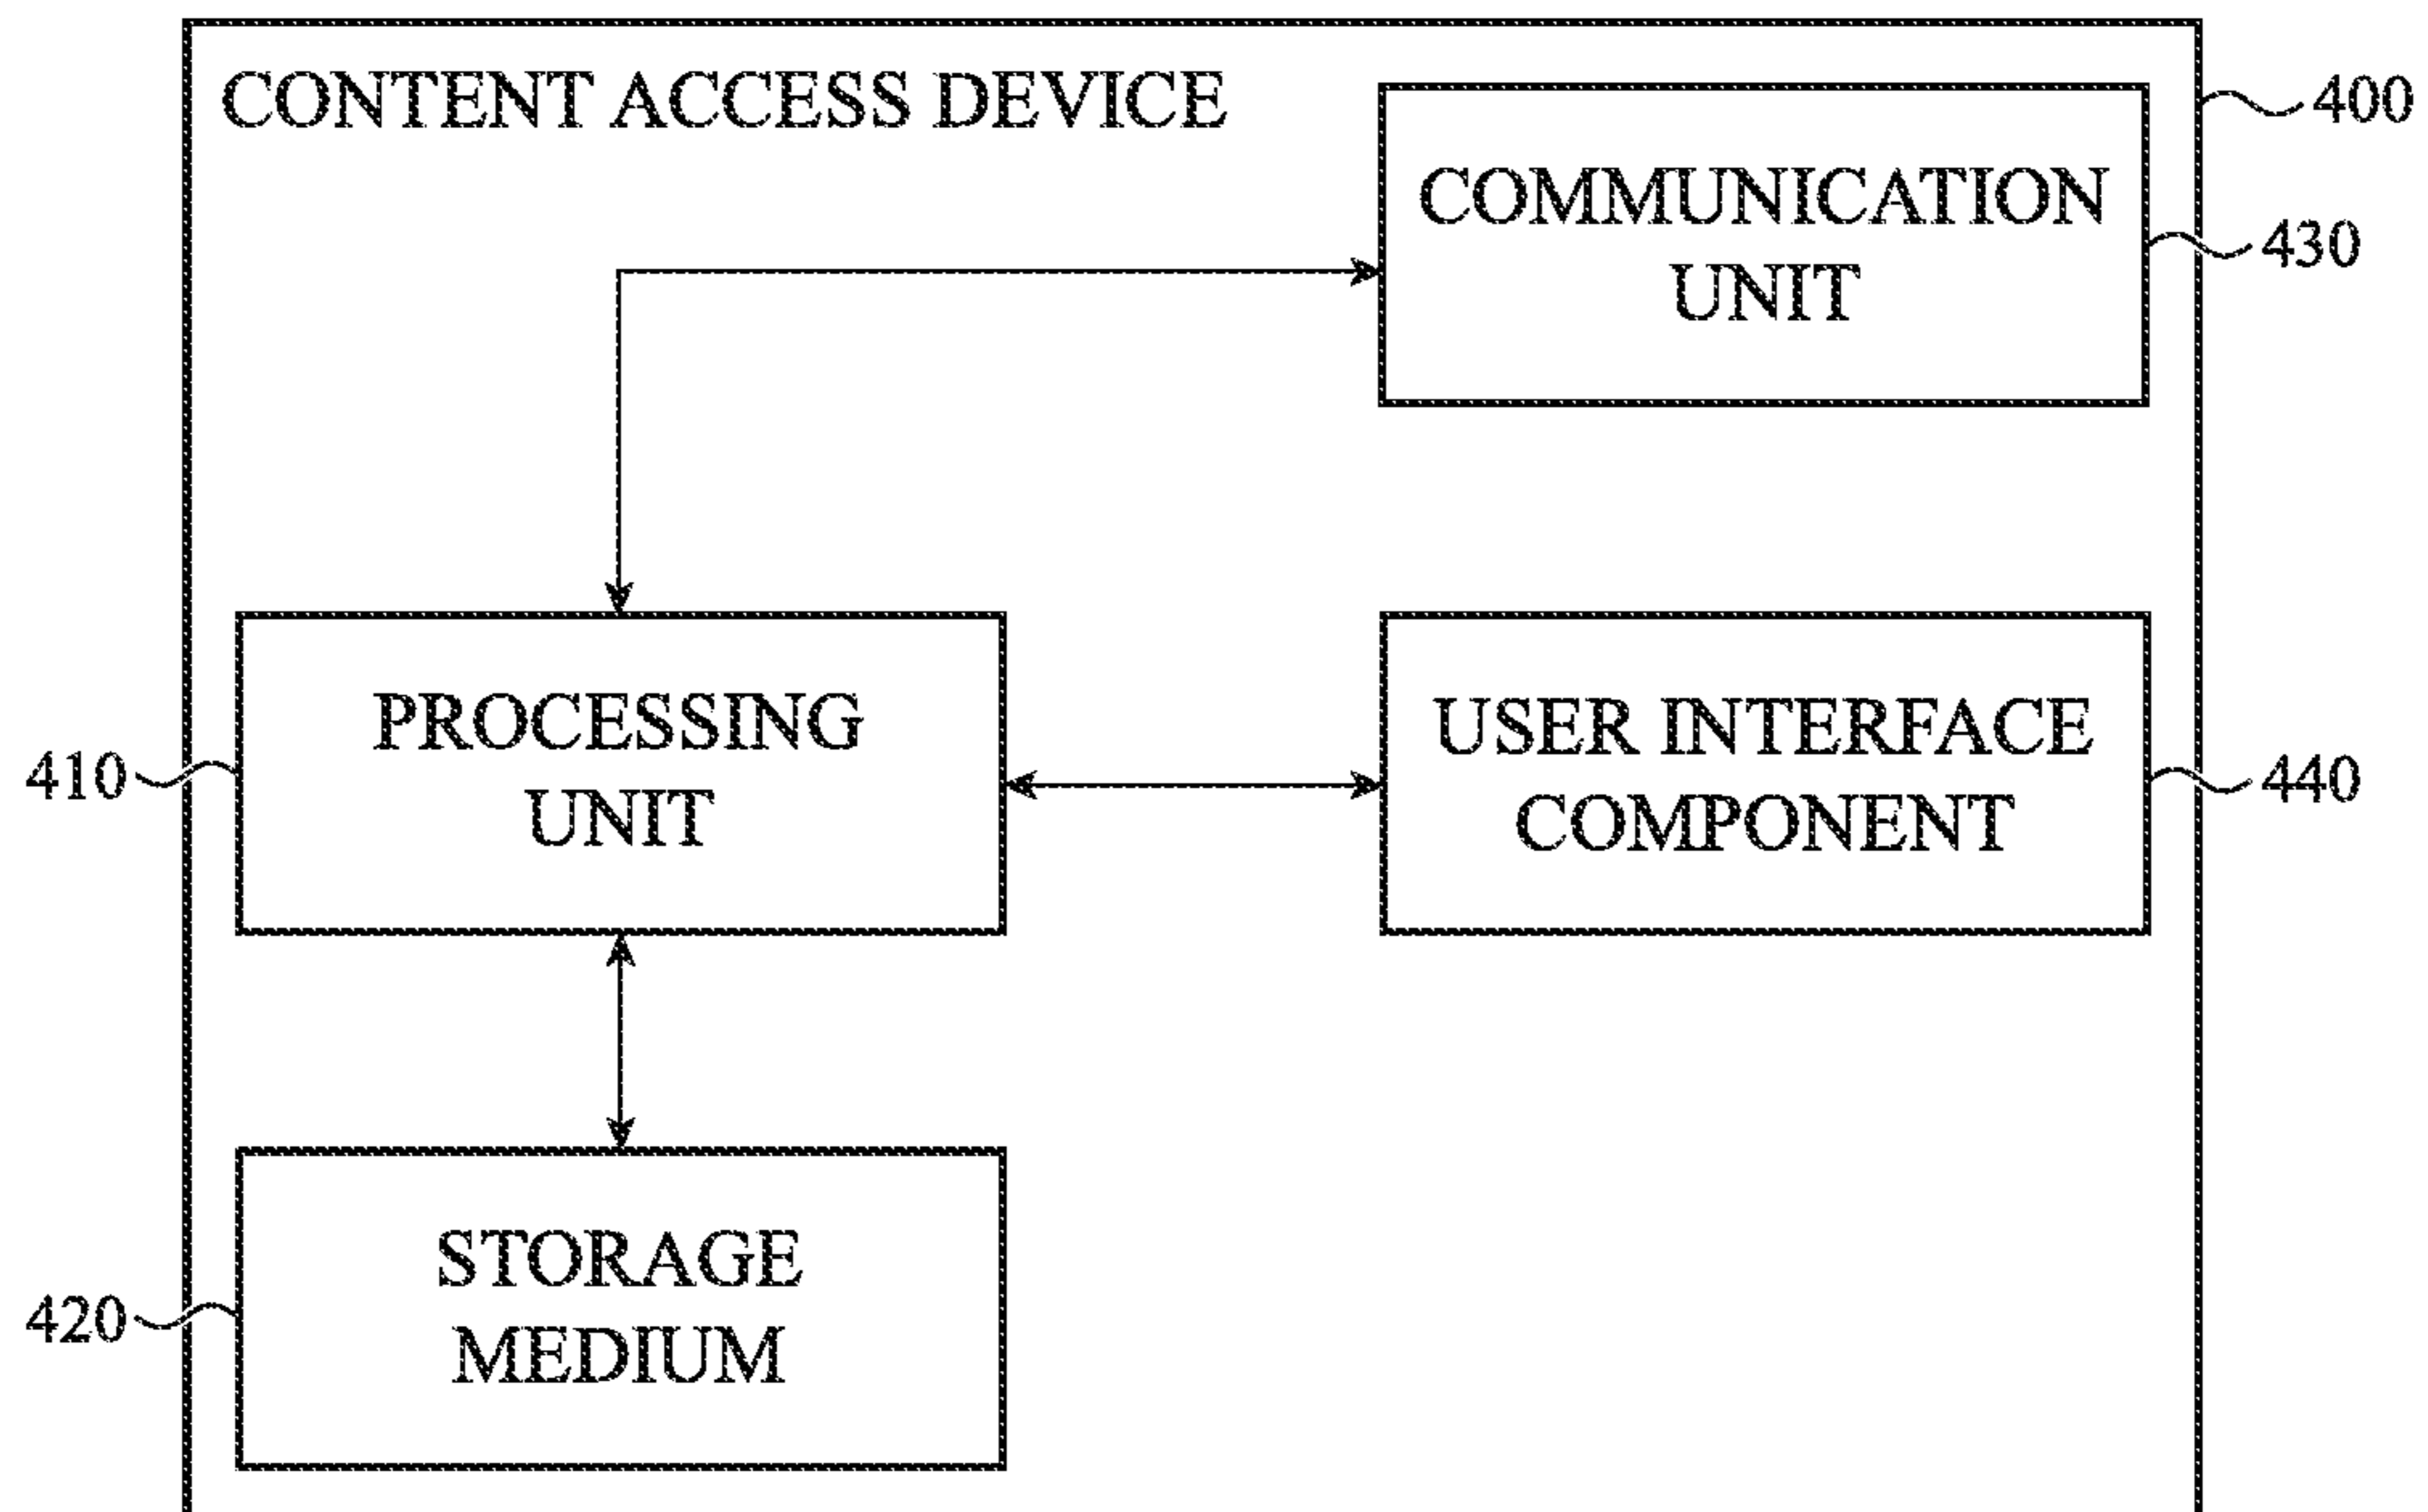 CONTENT ACCESS DEVICE
400
COMMUNICATION
UNIT
430
PROCESSING
UNIT
410
USER INTERFACE
COMPONENT
440
STORAGE
MEDIUM
420